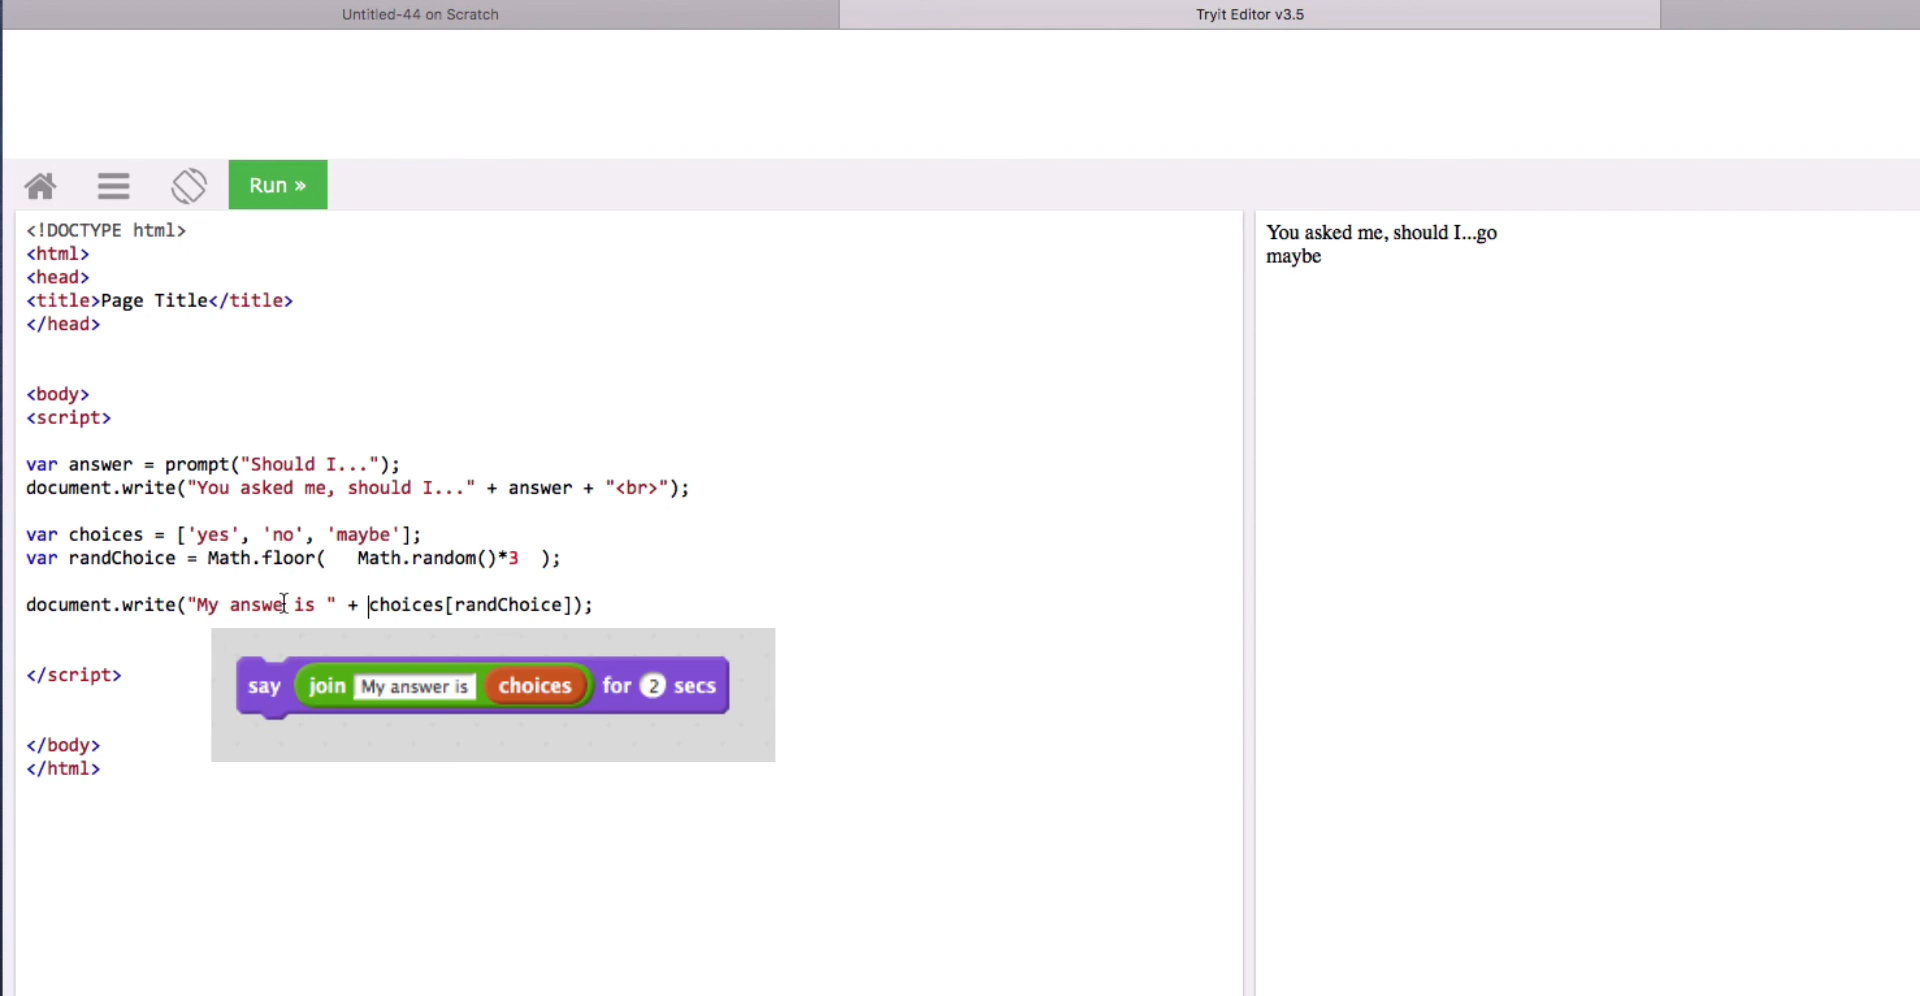 Untitled-44 on Scratch
Tryit Editor v3.5
Run »
<!DOCTYPE html>
<html>
<head>
<title>Page Title</title>
</head>
<body>
<script>
var answer = prompt("Should I...");
document.write("You asked me, should I..." + answer + "<br>");
var choices = ['yes', 'no', 'maybe'];
var randChoice = Math.floor(   Math.random()*3  );
document.write("My answe is " + choices[randChoice]);
say join My answer is choices for 2 secs
</script>
</body>
</html>
You asked me, should I...go
maybe